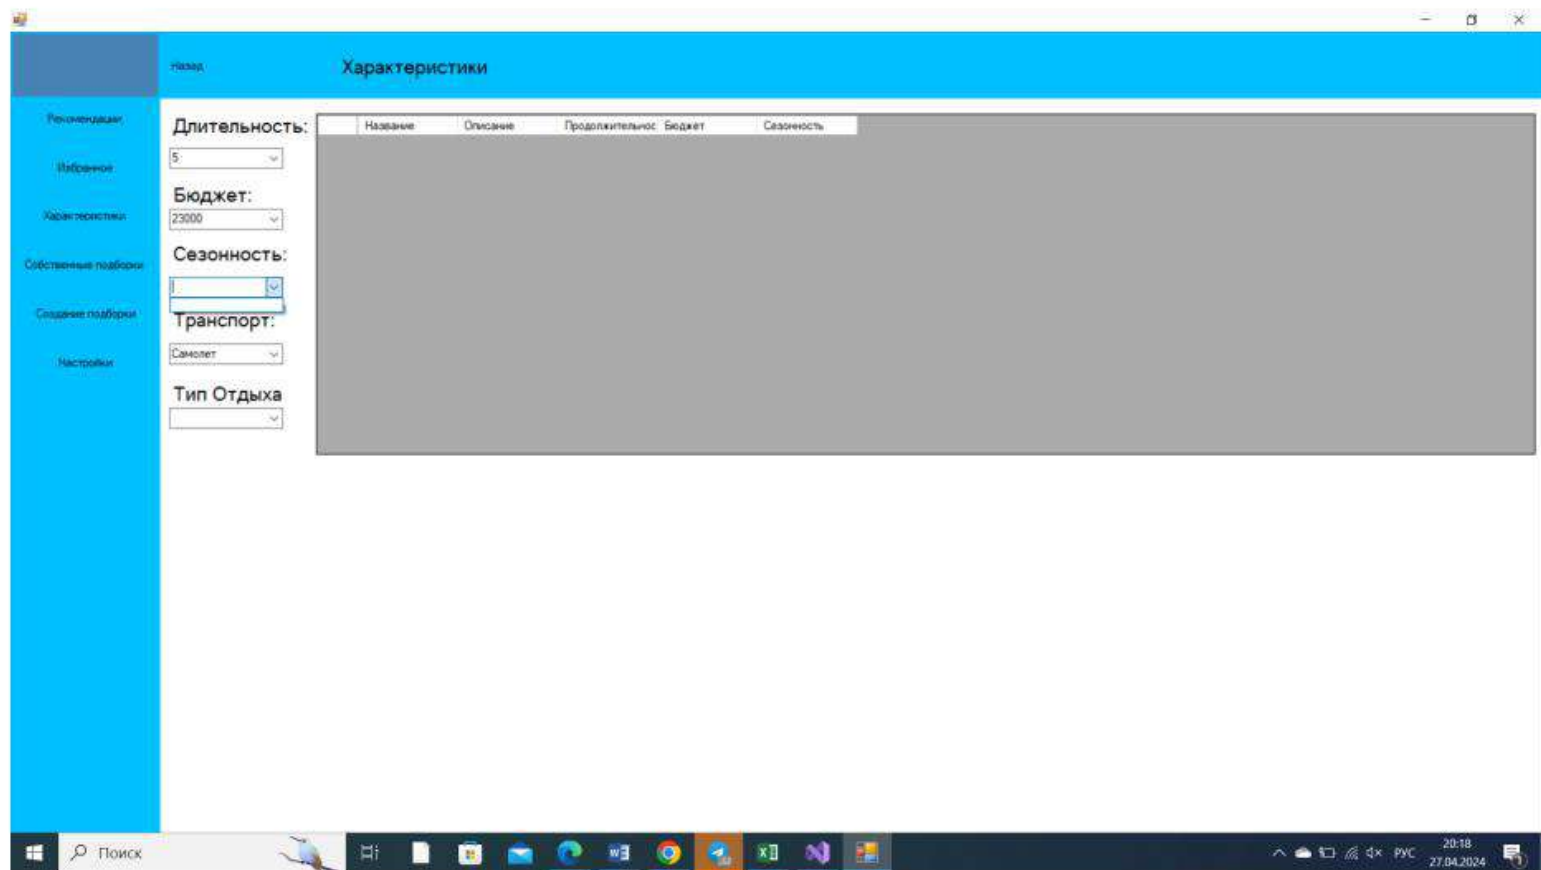 Назад
Характеристики
Рекомендации
Избранное
Характеристики
Собственные подборки
Создание подборки
Настройки
Длительность:
5
Бюджет:
23000
Сезонность:
Транспорт:
Самолет
Тип Отдыха
Название Описание Продолжительнос Бюджет Сезонность
Поиск
РУС
20:18
27.04.2024